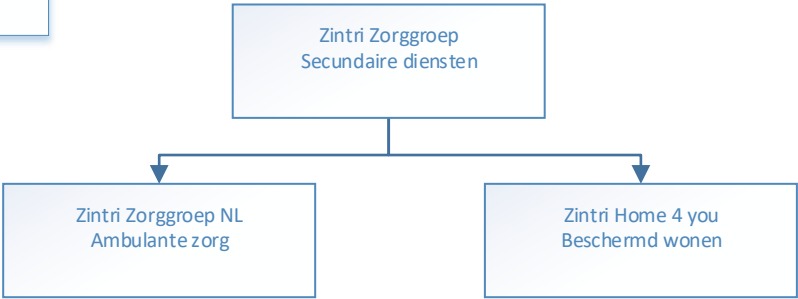 Zintri Zorggroep
Secundaire diensten
Zintri Zorggroep NL
Ambulante zorg
Zintri Home 4 you
Beschermd wonen